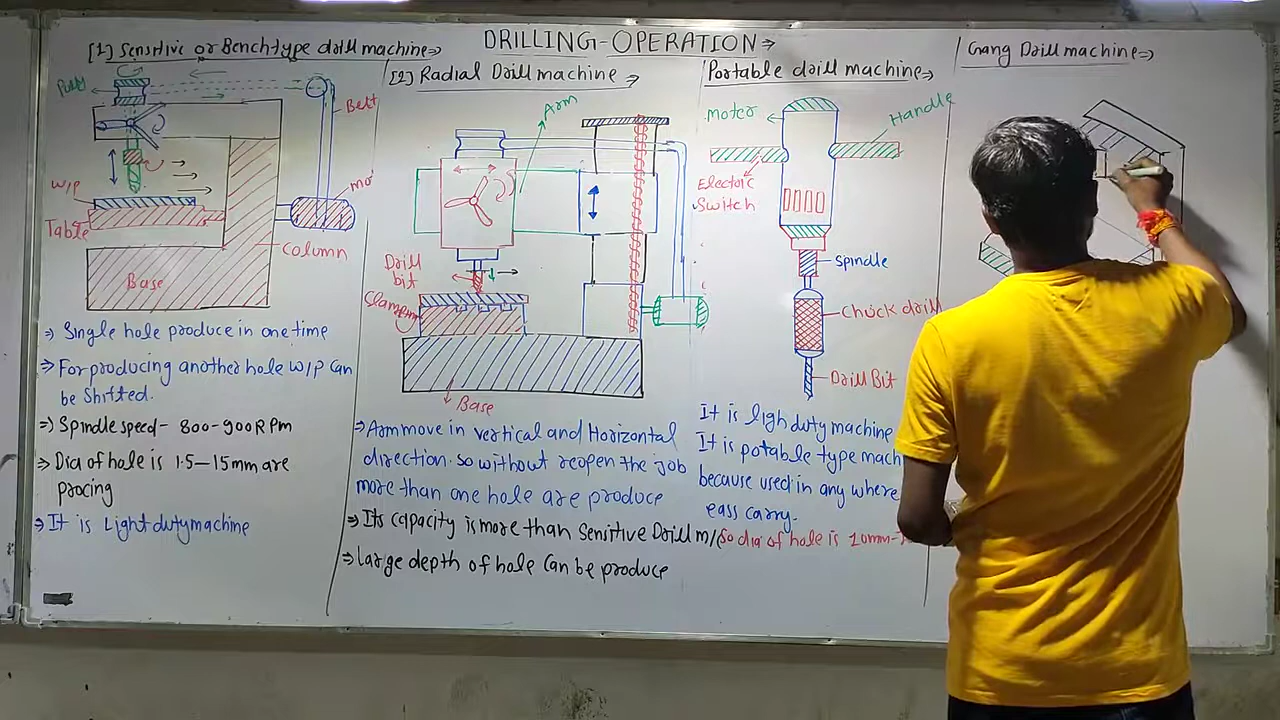 DRILLING-OPERATION⇒
[1] Sensitive or Bench type drill machine⇒
Pully
Belt
W/P
Table
Column
Base
⇒ Single hole produce in one time
⇒ For producing another hole W/P can
be Shifted.
⇒ Spindle speed - 800-900 RPm
⇒ Dia of hole is 1.5-15mm are
procing
⇒ It is Light duty machine
[2] Radial Drill machine ⇒
Arm
Drill
bit
Base
⇒ Arm move in vertical and Horizontal
direction. so without reopen the job
more than one hole are produce
⇒ Its capacity is more than Sensitive Drill m/c
⇒ large depth of hole can be produce
Portable drill machine⇒
moter
Handle
Electric
Switch
Spindle
Chuck drill
Drill Bit
It is ligh duty machine
It is potable type mach
because used in any where
eass carry.
so dia of hole is 10mm-
Gang Drill machine⇒